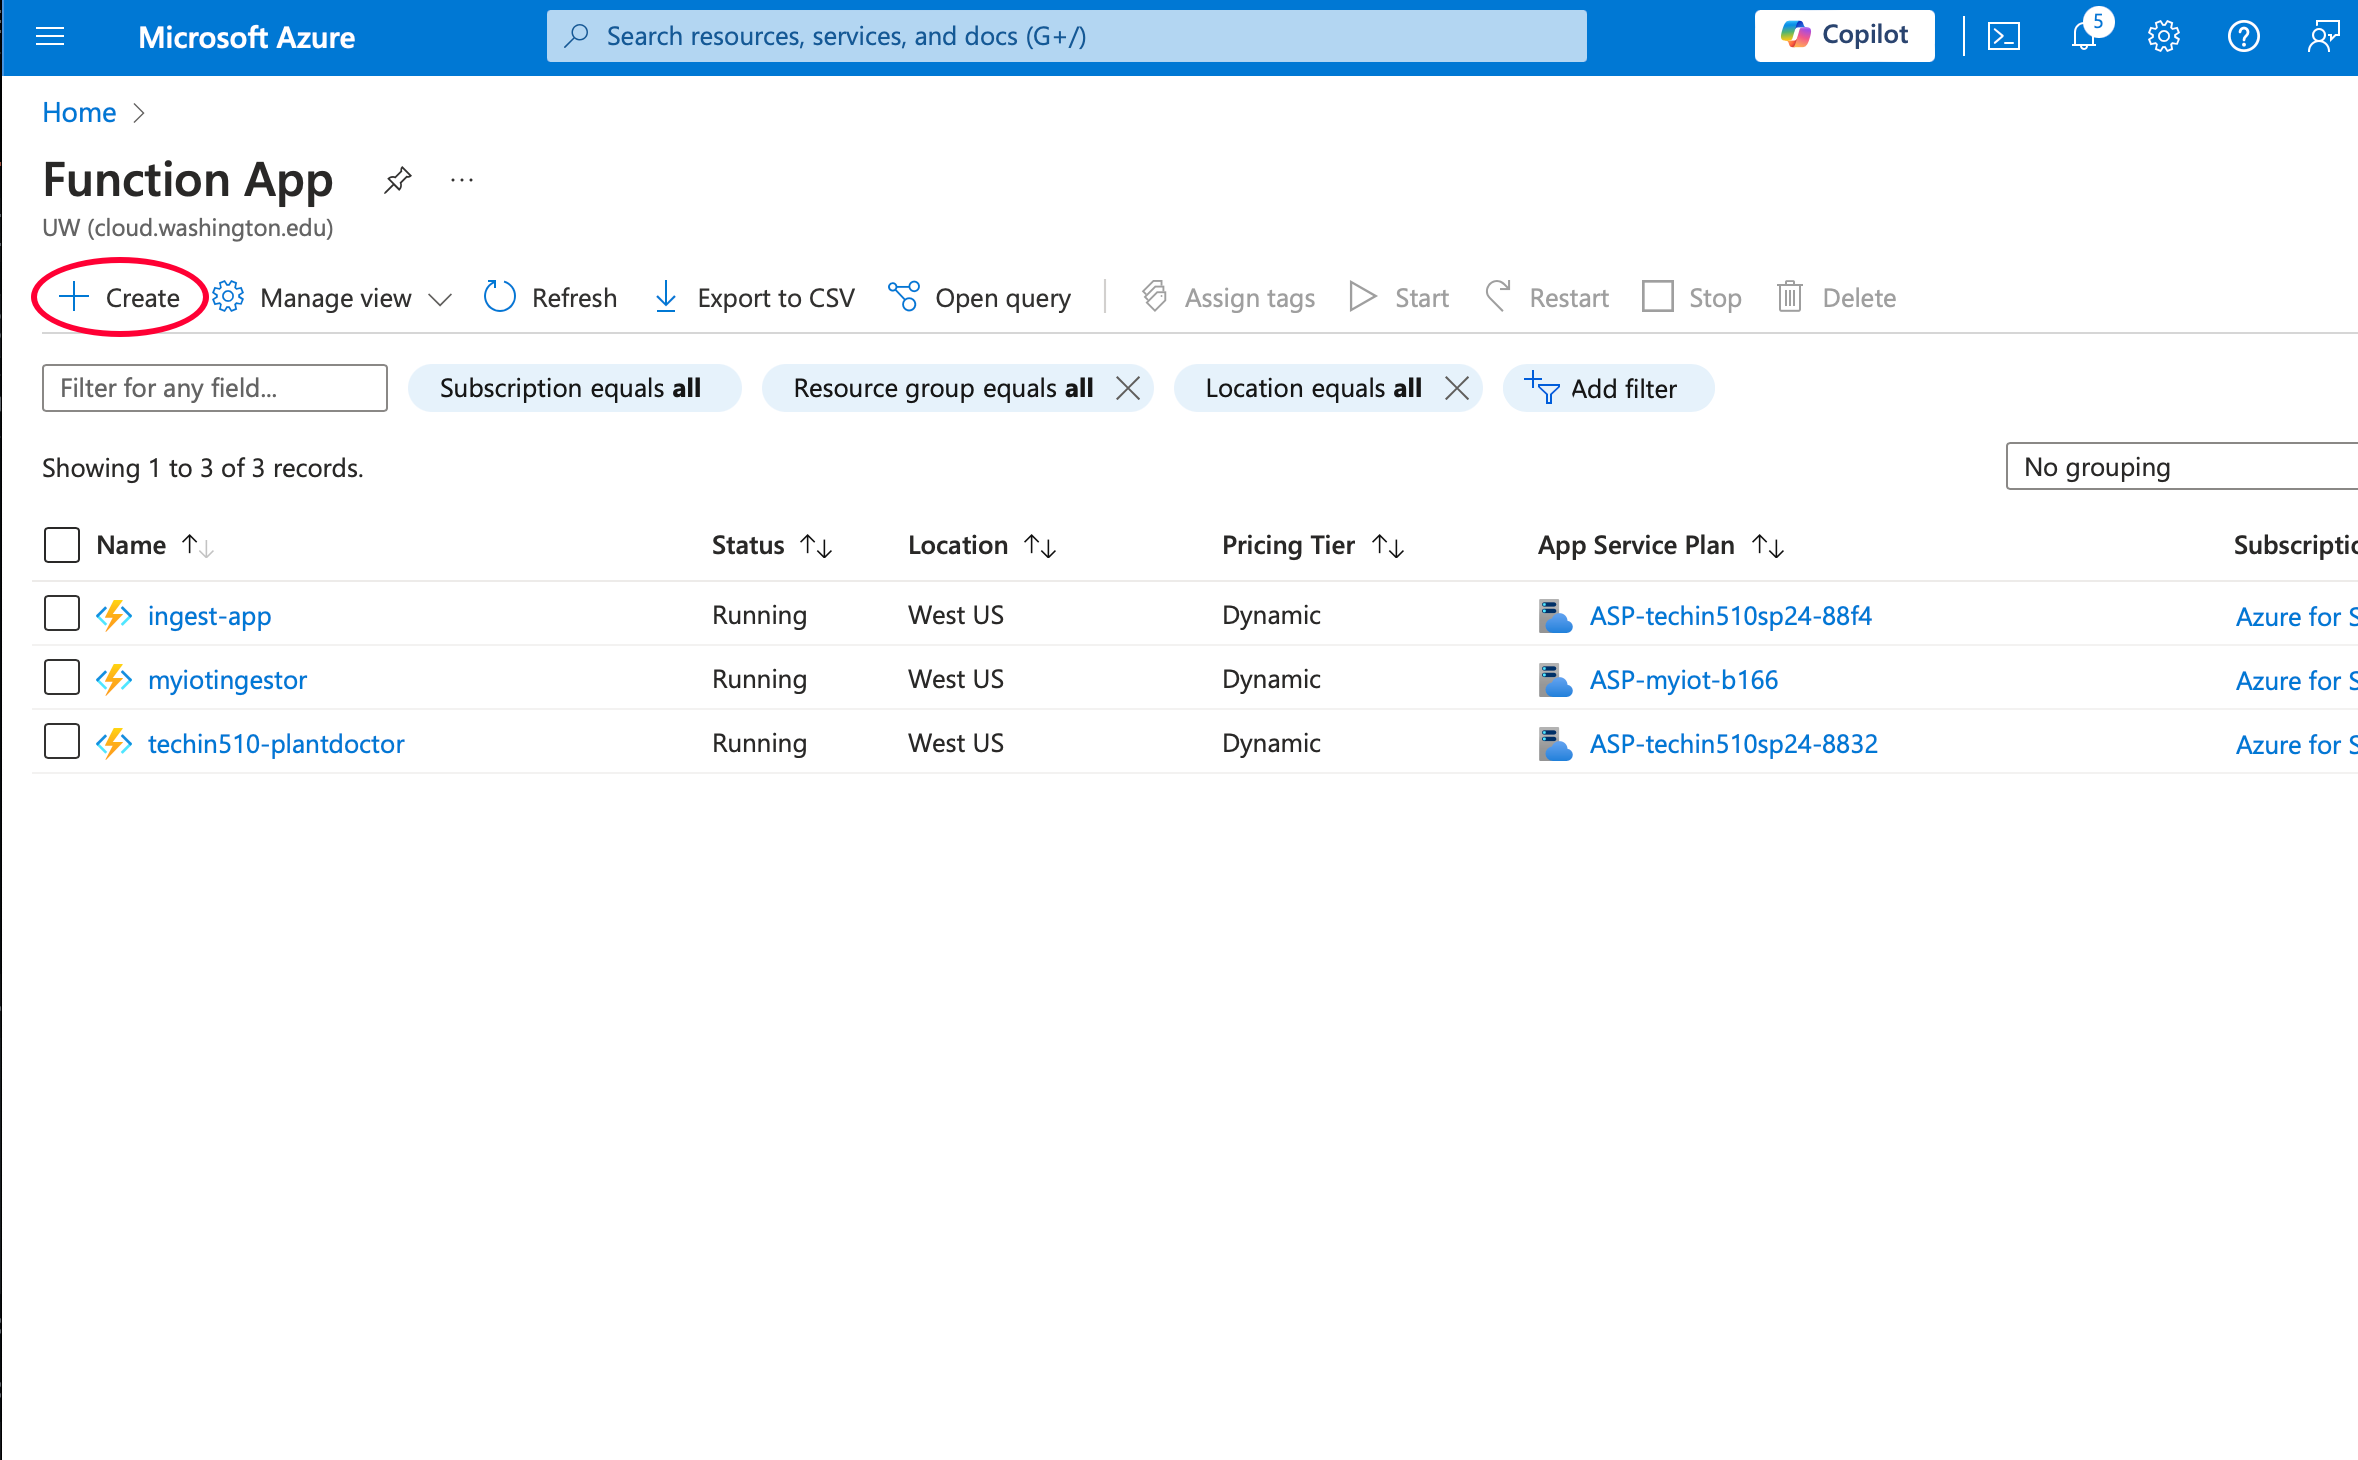 Microsoft Azure
Search resources, services, and docs (G+/)
Copilot
5
Home
Function App
UW (cloud.washington.edu)
Create
Manage view
Refresh
Export to CSV
Open query
Assign tags
Start
Restart
Stop
Delete
Filter for any field...
Subscription equals all
Resource group equals all
Location equals all
Add filter
Showing 1 to 3 of 3 records.
No grouping
Name Status Location Pricing Tier App Service Plan Subscriptio
ingest-app Running West US Dynamic ASP-techin510sp24-88f4 Azure for S
myiotingestor Running West US Dynamic ASP-myiot-b166 Azure for S
techin510-plantdoctor Running West US Dynamic ASP-techin510sp24-8832 Azure for S